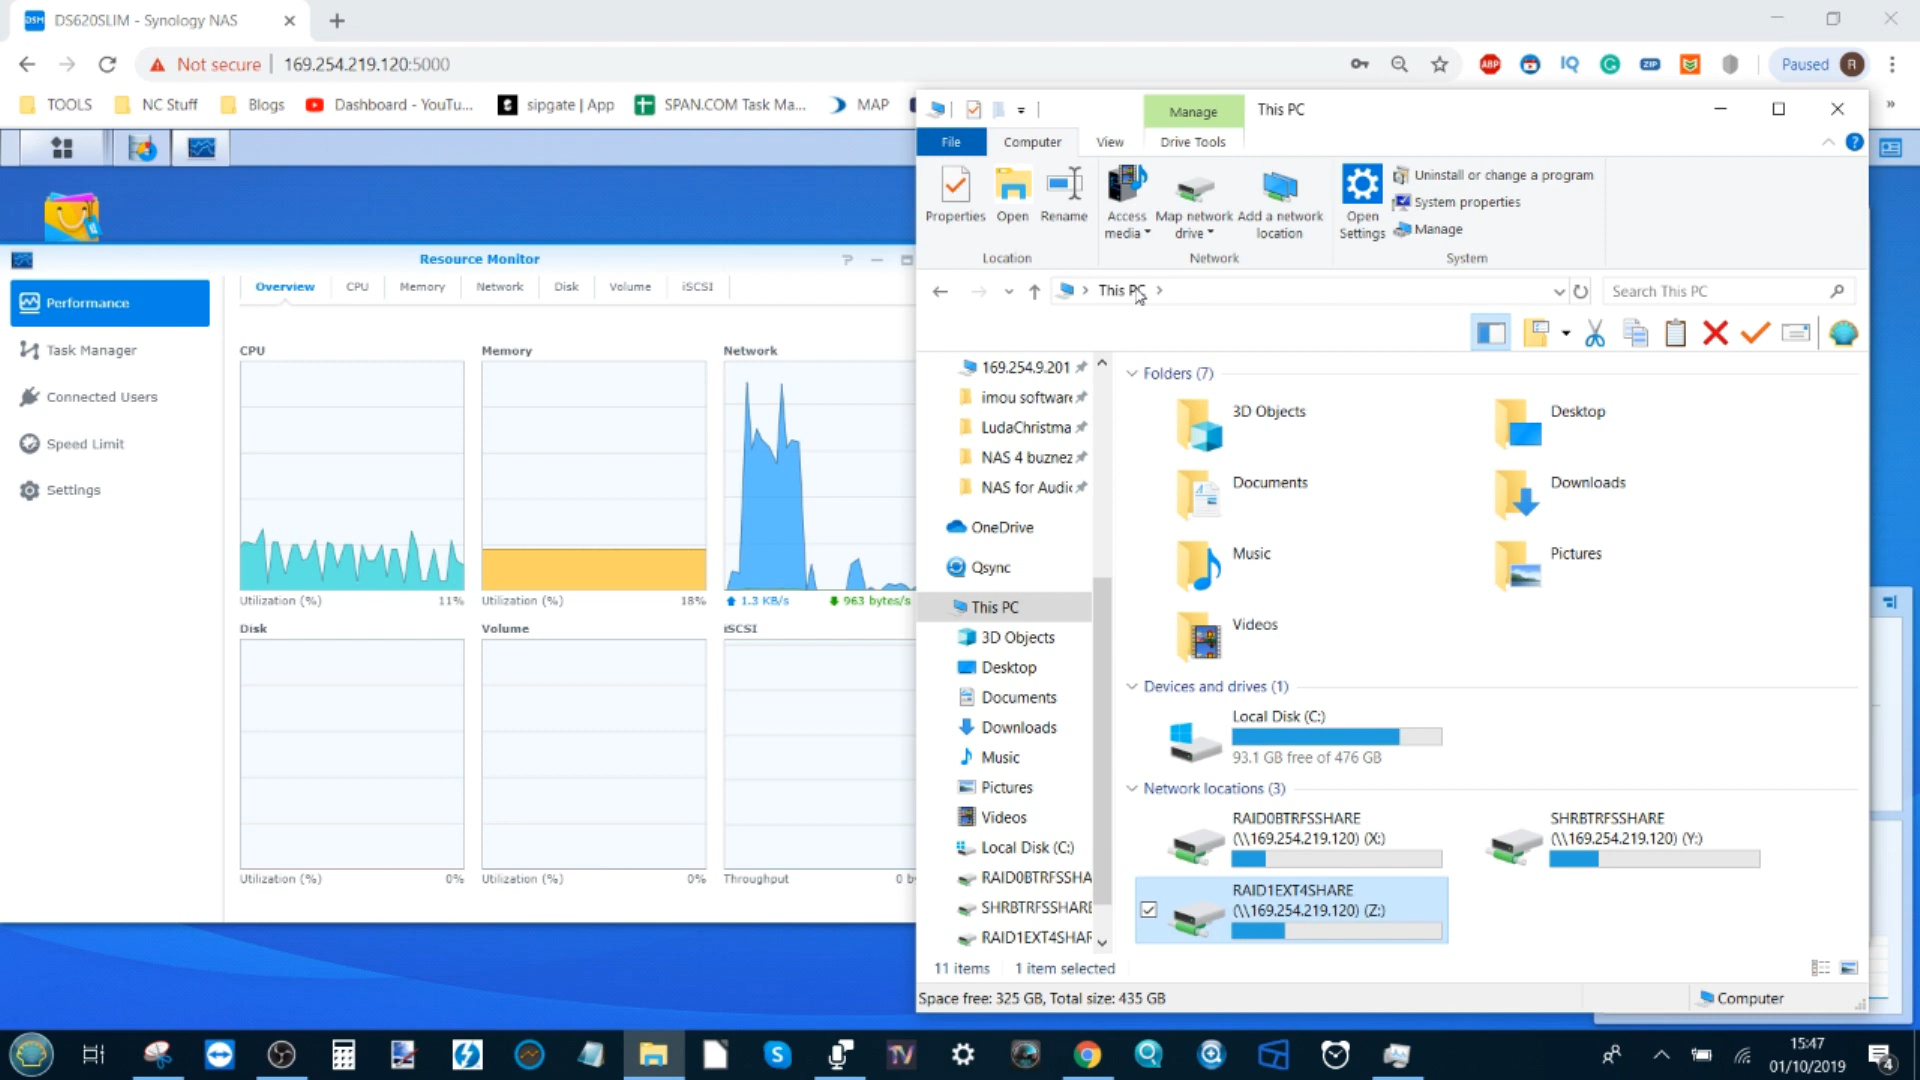 DSM DS620SLIM - Synology NAS
Not secure | 169.254.219.120:5000
ABP IQ ZIP Paused R
TOOLS NC Stuff Blogs Dashboard - YouTu... sipgate | App SPAN.COM Task Ma... MAP
Resource Monitor
Performance
Task Manager
Connected Users
Speed Limit
Settings
Overview CPU Memory Network Disk Volume iSCSI
CPU Memory Network
Utilization (%) 11% Utilization (%) 18% 1.3 KB/s 963 bytes/s
Disk Volume iSCSI
Utilization (%) 0% Utilization (%) 0% Throughput 0 by
Manage This PC
File Computer View Drive Tools
Properties Open Rename
Access media Map network drive Add a network location
Open Settings
Uninstall or change a program
System properties
Manage
Location Network System
This PC
Search This PC
169.254.9.201
imou software
LudaChristma
NAS 4 buznez
NAS for Audio
OneDrive
Qsync
This PC
3D Objects
Desktop
Documents
Downloads
Music
Pictures
Videos
Local Disk (C:)
RAID0BTRFSSHA
SHRBTRFSSHARE
RAID1EXT4SHAR
Folders (7)
3D Objects Desktop
Documents Downloads
Music Pictures
Videos
Devices and drives (1)
Local Disk (C:)
93.1 GB free of 476 GB
Network locations (3)
RAID0BTRFSSHARE
(\\169.254.219.120) (X:)
SHRBTRFSSHARE
(\\169.254.219.120) (Y:)
RAID1EXT4SHARE
(\\169.254.219.120) (Z:)
11 items 1 item selected
Space free: 325 GB, Total size: 435 GB Computer
TV
15:47
01/10/2019
4